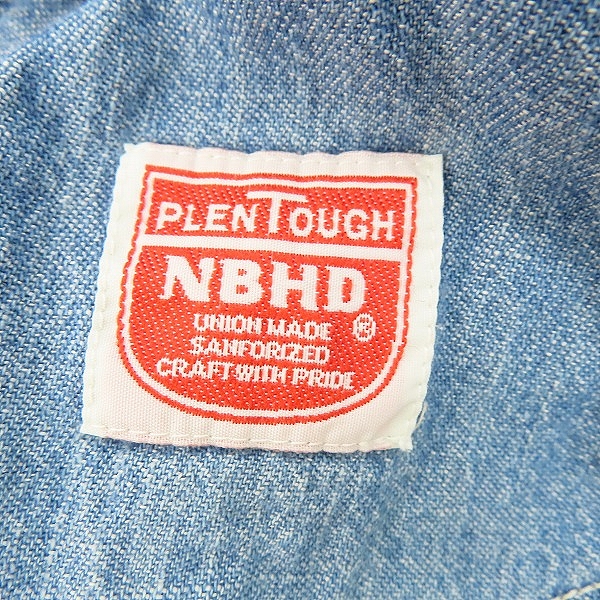 PLENTOUGH
NBHD
®
UNION MADE
SANFORIZED
CRAFT WITH PRIDE